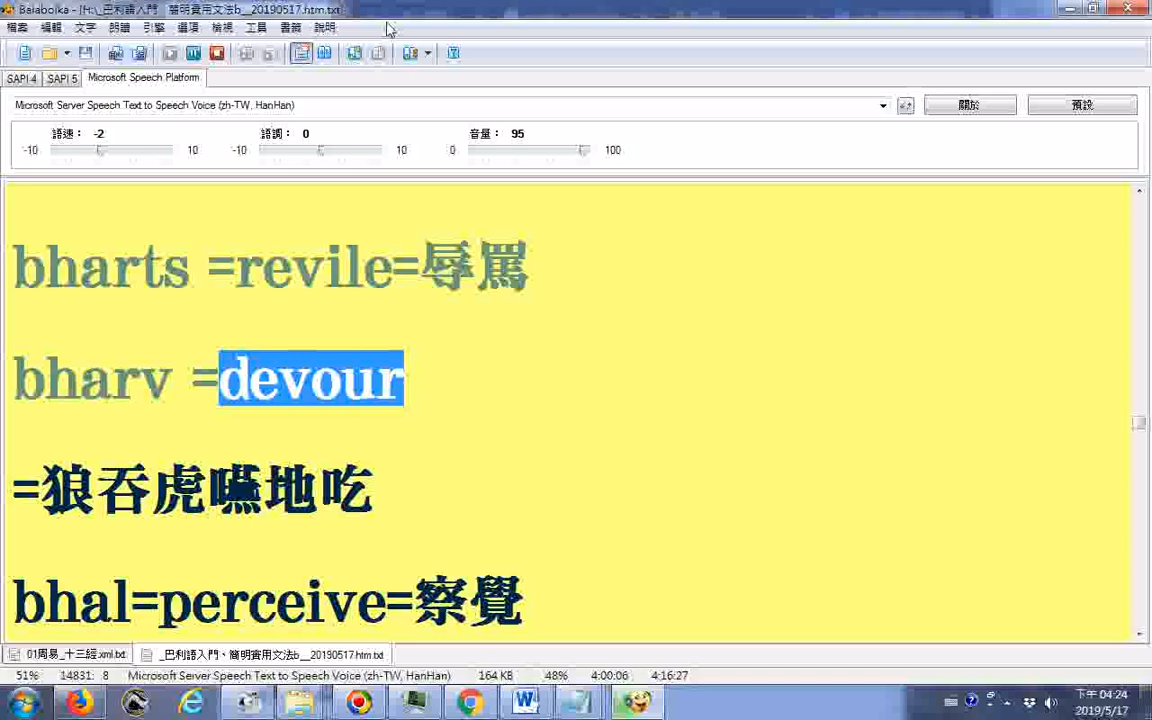 Balabolka - [H:\_巴利語入門、簡明實用文法b__20190517.htm.txt]
檔案 編輯 文字 朗讀 引擎 選項 檢視 工具 書籤 說明
SAPI 4 SAPI 5 Microsoft Speech Platform
Microsoft Server Speech Text to Speech Voice (zh-TW, HanHan) 關於 預設
語速： -2 語調： 0 音量： 95
-10 10 -10 10 0 100
bharts =revile=辱罵
bharv =devour
=狼吞虎嚥地吃
bhal=perceive=察覺
01周易_十三經.xml.txt _巴利語入門、簡明實用文法b__20190517.htm.txt
51% 14831: 8 Microsoft Server Speech Text to Speech Voice (zh-TW, HanHan) 164 KB 48% 4:00:06 4:16:27
下午 04:24
2019/5/17